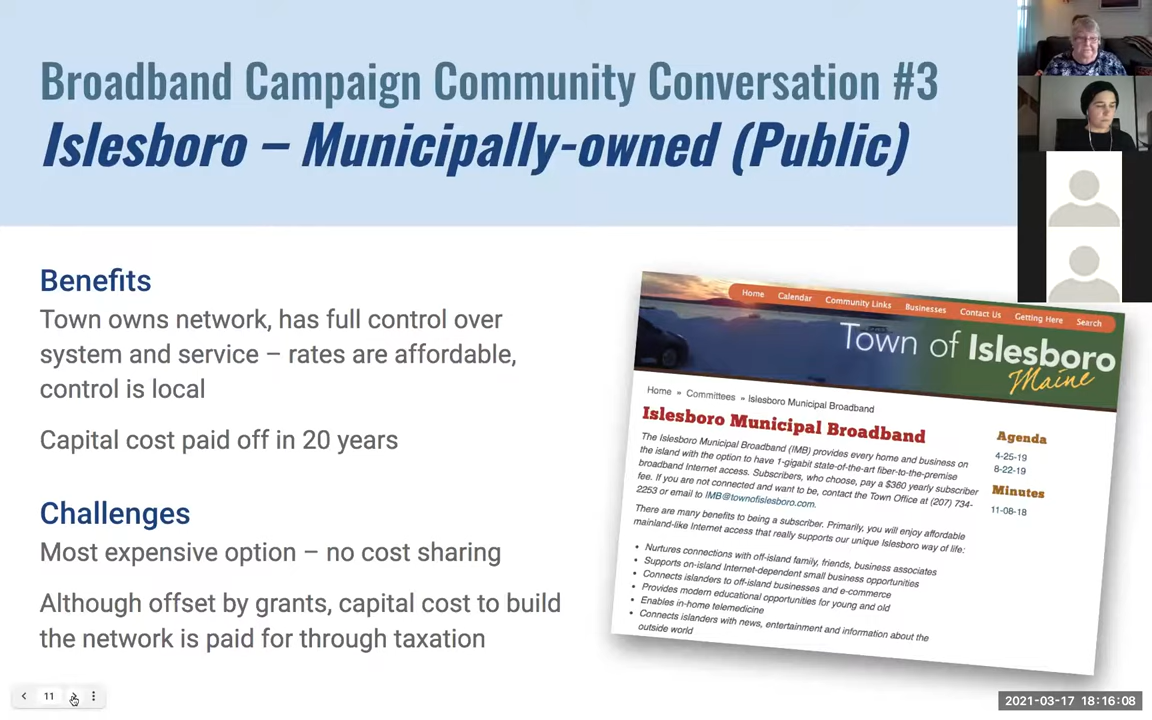 Broadband Campaign Community Conversation #3
Islesboro – Municipally-owned (Public)
Benefits
Town owns network, has full control over
system and service – rates are affordable,
control is local
Capital cost paid off in 20 years
Challenges
Most expensive option – no cost sharing
Although offset by grants, capital cost to build
the network is paid for through taxation
Home Calendar Community Links Businesses Contact Us Getting Here Search
Town of Islesboro
Maine
Home » Committees » Islesboro Municipal Broadband
Islesboro Municipal Broadband
The Islesboro Municipal Broadband (IMB) provides every home and business on
the island with the option to have 1-gigabit state-of-the-art fiber-to-the-premise
broadband Internet access. Subscribers, who choose, pay a $360 yearly subscriber
fee. If you are not connected and want to be, contact the Town Office at (207) 734-
2253 or email to IMB@townofislesboro.com.
There are many benefits to being a subscriber. Primarily, you will enjoy affordable
mainland-like Internet access that really supports our unique Islesboro way of life:
• Nurtures connections with off-island family, friends, business associates
• Supports on-island Internet-dependent small business opportunities
• Connects islanders to off-island businesses and e-commerce
• Provides modern educational opportunities for young and old
• Enables in-home telemedicine
• Connects islanders with news, entertainment and information about the
outside world
Agenda
4-25-19
8-22-19
Minutes
11-08-18
11
2021-03-17 18:16:08